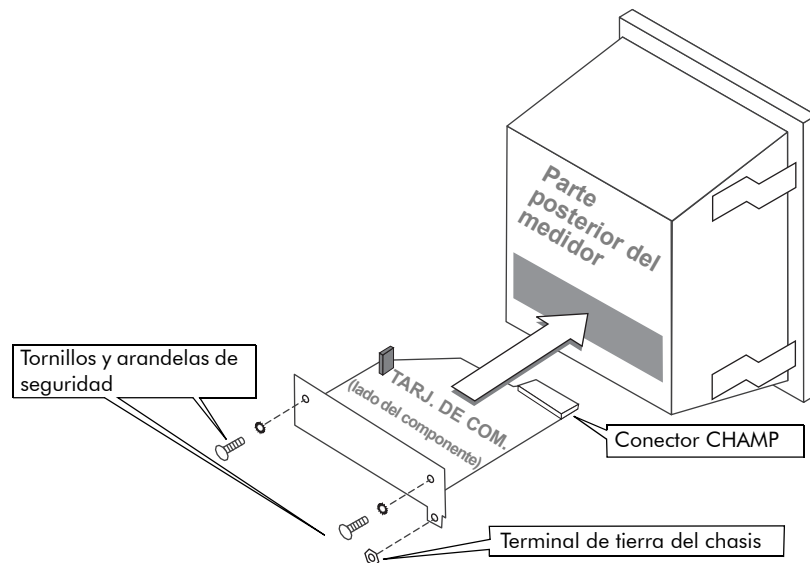 Parte
posterior del
medidor
Tornillos y arandelas de
seguridad
TARJ. DE COM.
(lado del componente)
Conector CHAMP
Terminal de tierra del chasis